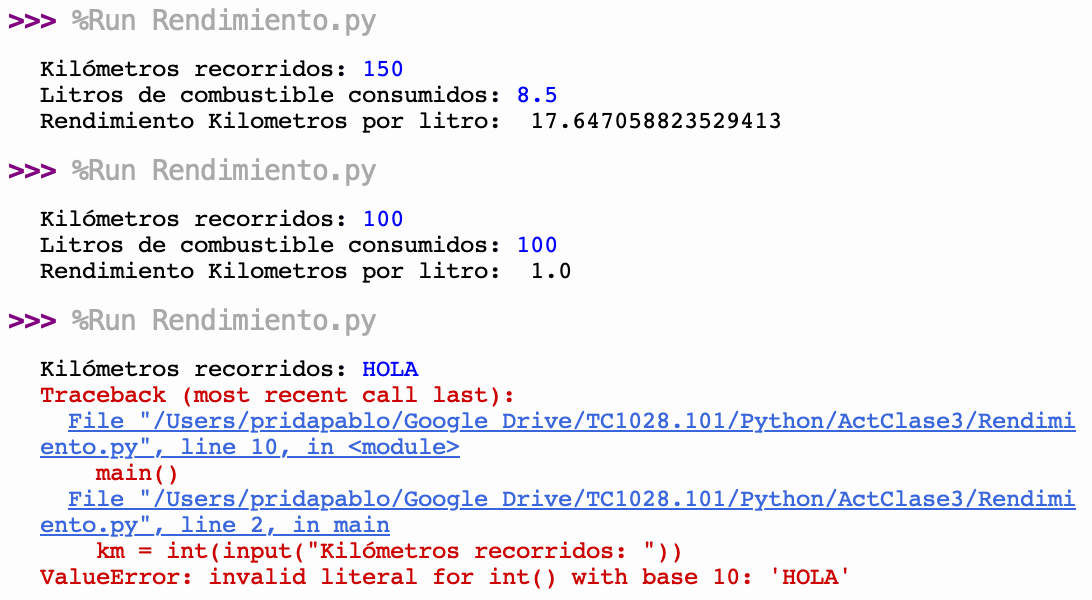 >>> %Run Rendimiento.py
Kilómetros recorridos: 150
Litros de combustible consumidos: 8.5
Rendimiento Kilometros por litro:  17.647058823529413
>>> %Run Rendimiento.py
Kilómetros recorridos: 100
Litros de combustible consumidos: 100
Rendimiento Kilometros por litro:  1.0
>>> %Run Rendimiento.py
Kilómetros recorridos: HOLA
Traceback (most recent call last):
  File "/Users/pridapablo/Google Drive/TC1028.101/Python/ActClase3/Rendimi
ento.py", line 10, in <module>
    main()
  File "/Users/pridapablo/Google Drive/TC1028.101/Python/ActClase3/Rendimi
ento.py", line 2, in main
    km = int(input("Kilómetros recorridos: "))
ValueError: invalid literal for int() with base 10: 'HOLA'